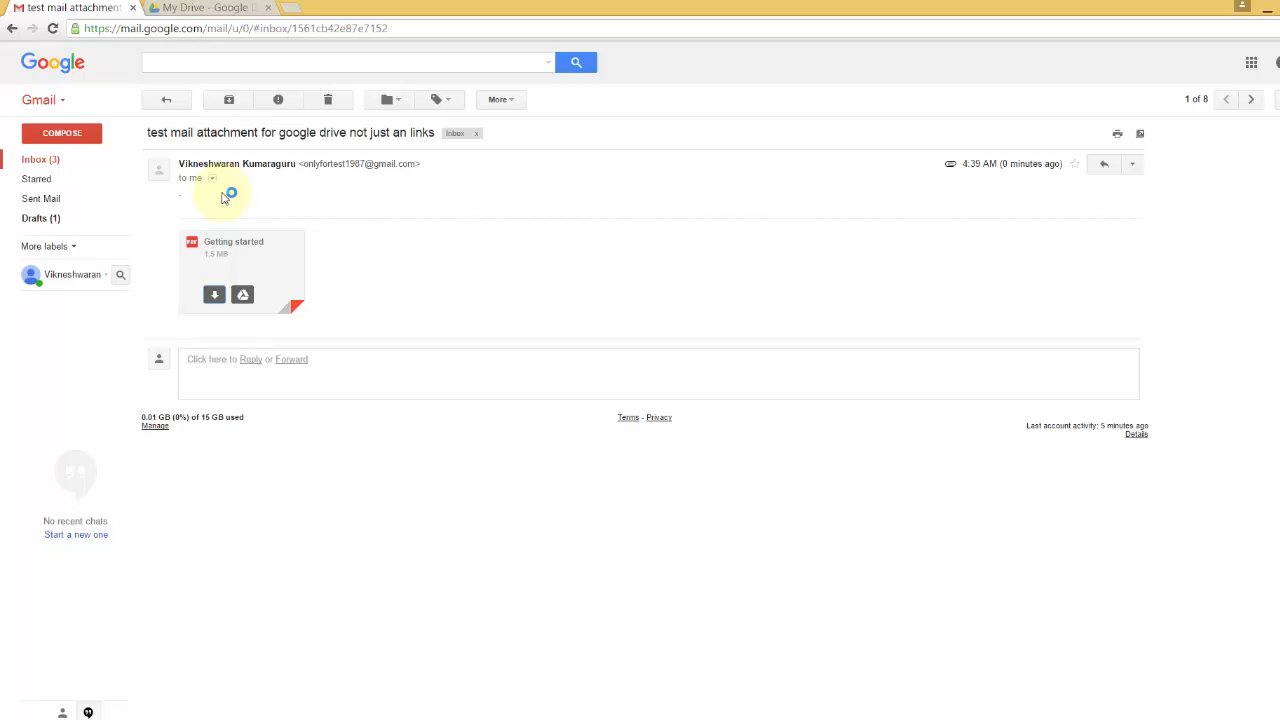 test mail attachment
My Drive - Google D
https://mail.google.com/mail/u/0/#inbox/1561cb42e87e7152
Google
Gmail
More
1 of 8
COMPOSE
test mail attachment for google drive not just an links
Inbox x
Inbox (3)
Starred
Sent Mail
Drafts (1)
More labels
Vikneshwaran
Vikneshwaran Kumaraguru <onlyfortest1987@gmail.com>
4:39 AM (0 minutes ago)
to me
-
PDF
Getting started
1.5 MB
Click here to Reply or Forward
0.01 GB (0%) of 15 GB used
Manage
Terms - Privacy
Last account activity: 5 minutes ago
Details
No recent chats
Start a new one